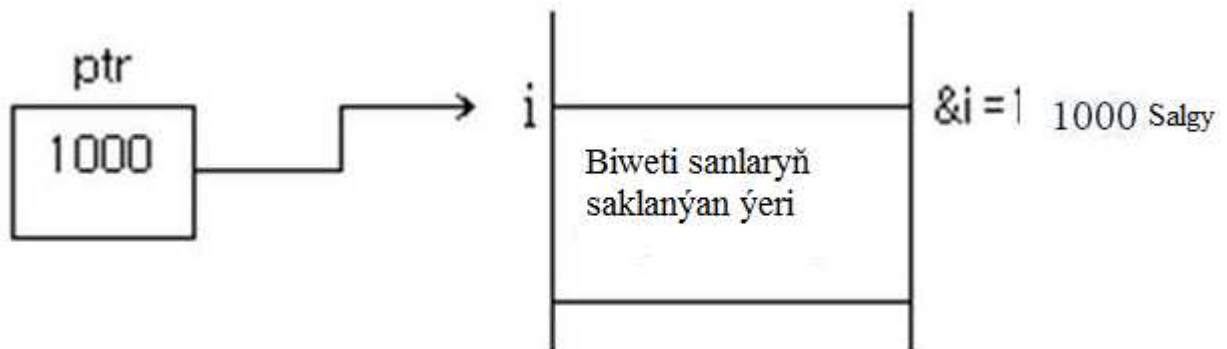 ptr
1000
i
Biweti sanlaryň
saklanýan ýeri
&i = 1 1000 Salgy